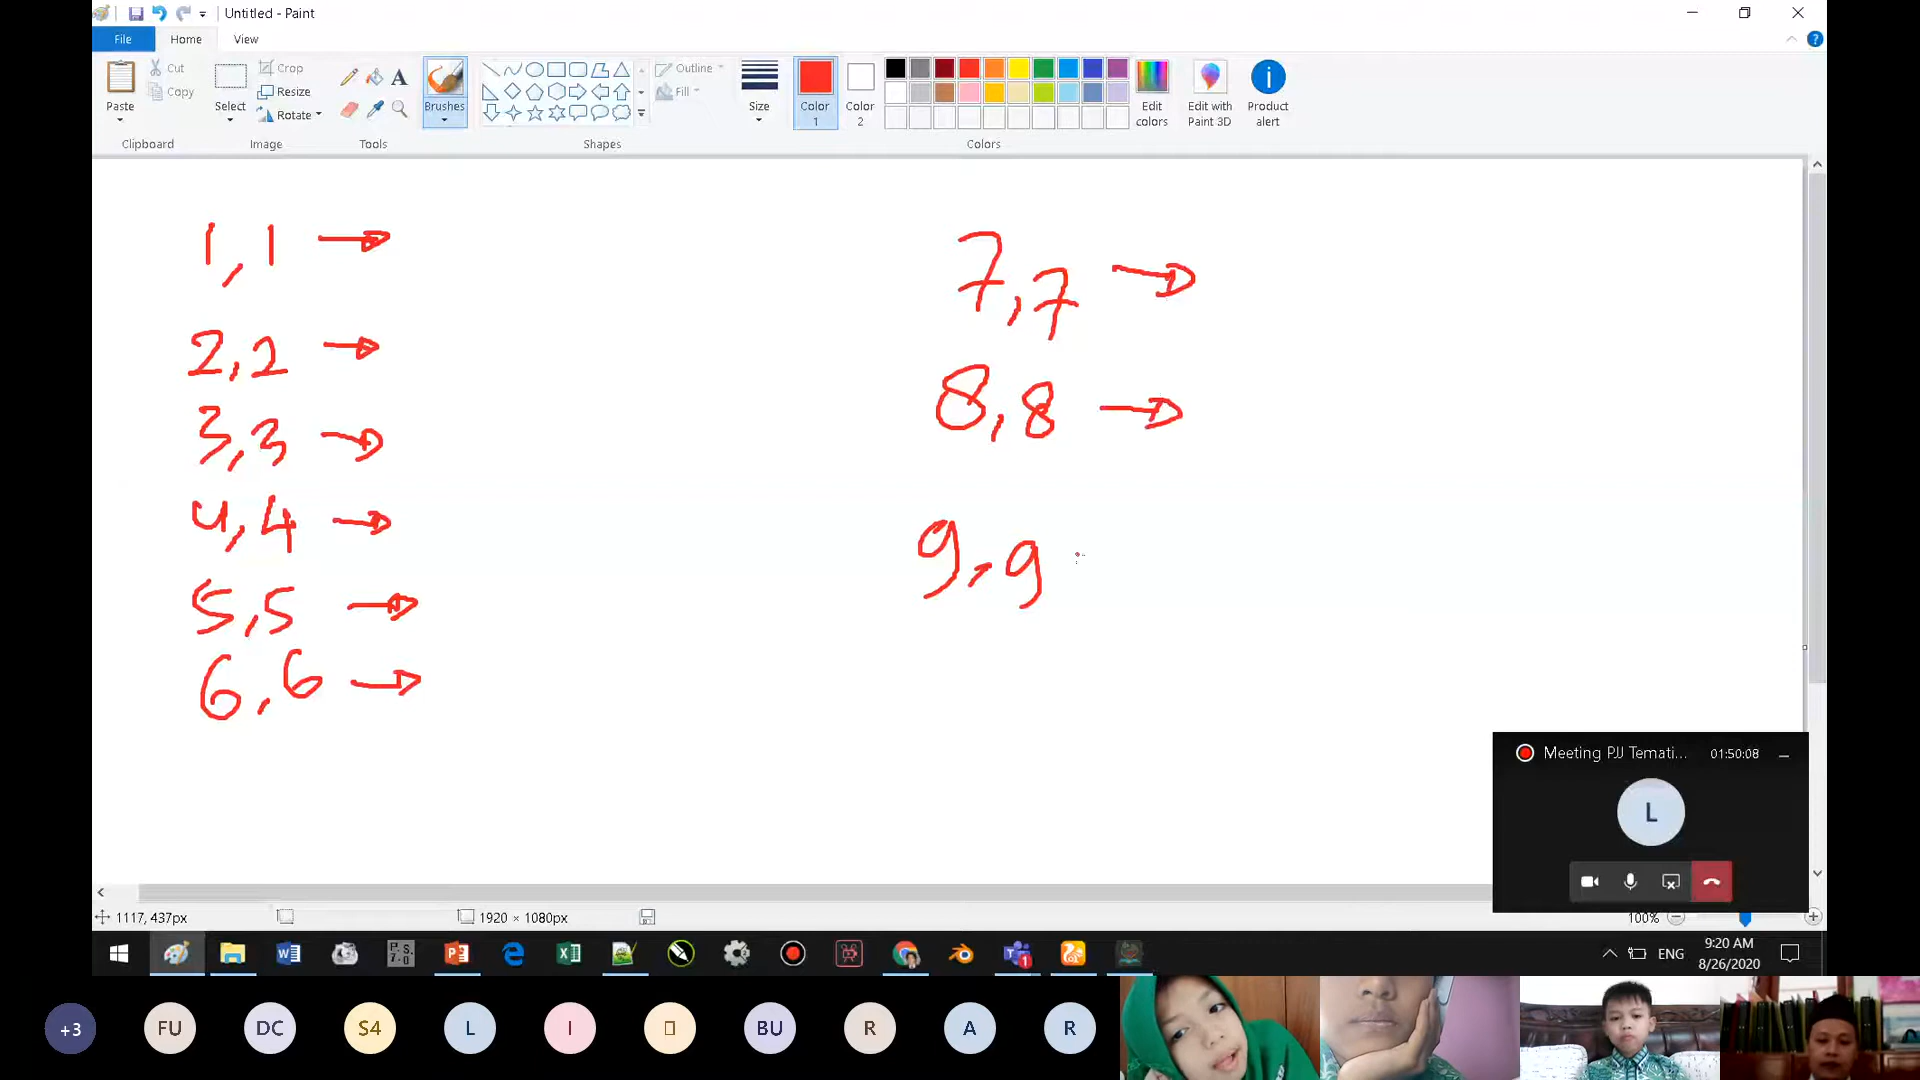 Untitled - Paint
File Home View
Paste
Cut
Copy
Clipboard
Select
Crop
Resize
Rotate
Image
Tools
Brushes
Shapes
Outline
Fill
Size
Color 1
Color 2
Edit colors
Edit with Paint 3D
Product alert
Colors
1,1 →
2,2 →
3,3 →
4,4 →
5,5 →
6,6 →
7,7 →
8,8 →
9,9
Meeting PJJ Temati... 01:50:08
L
1117, 437px
1920 × 1080px
100%
ENG
9:20 AM
8/26/2020
+3 FU DC S4 L I BU R A R